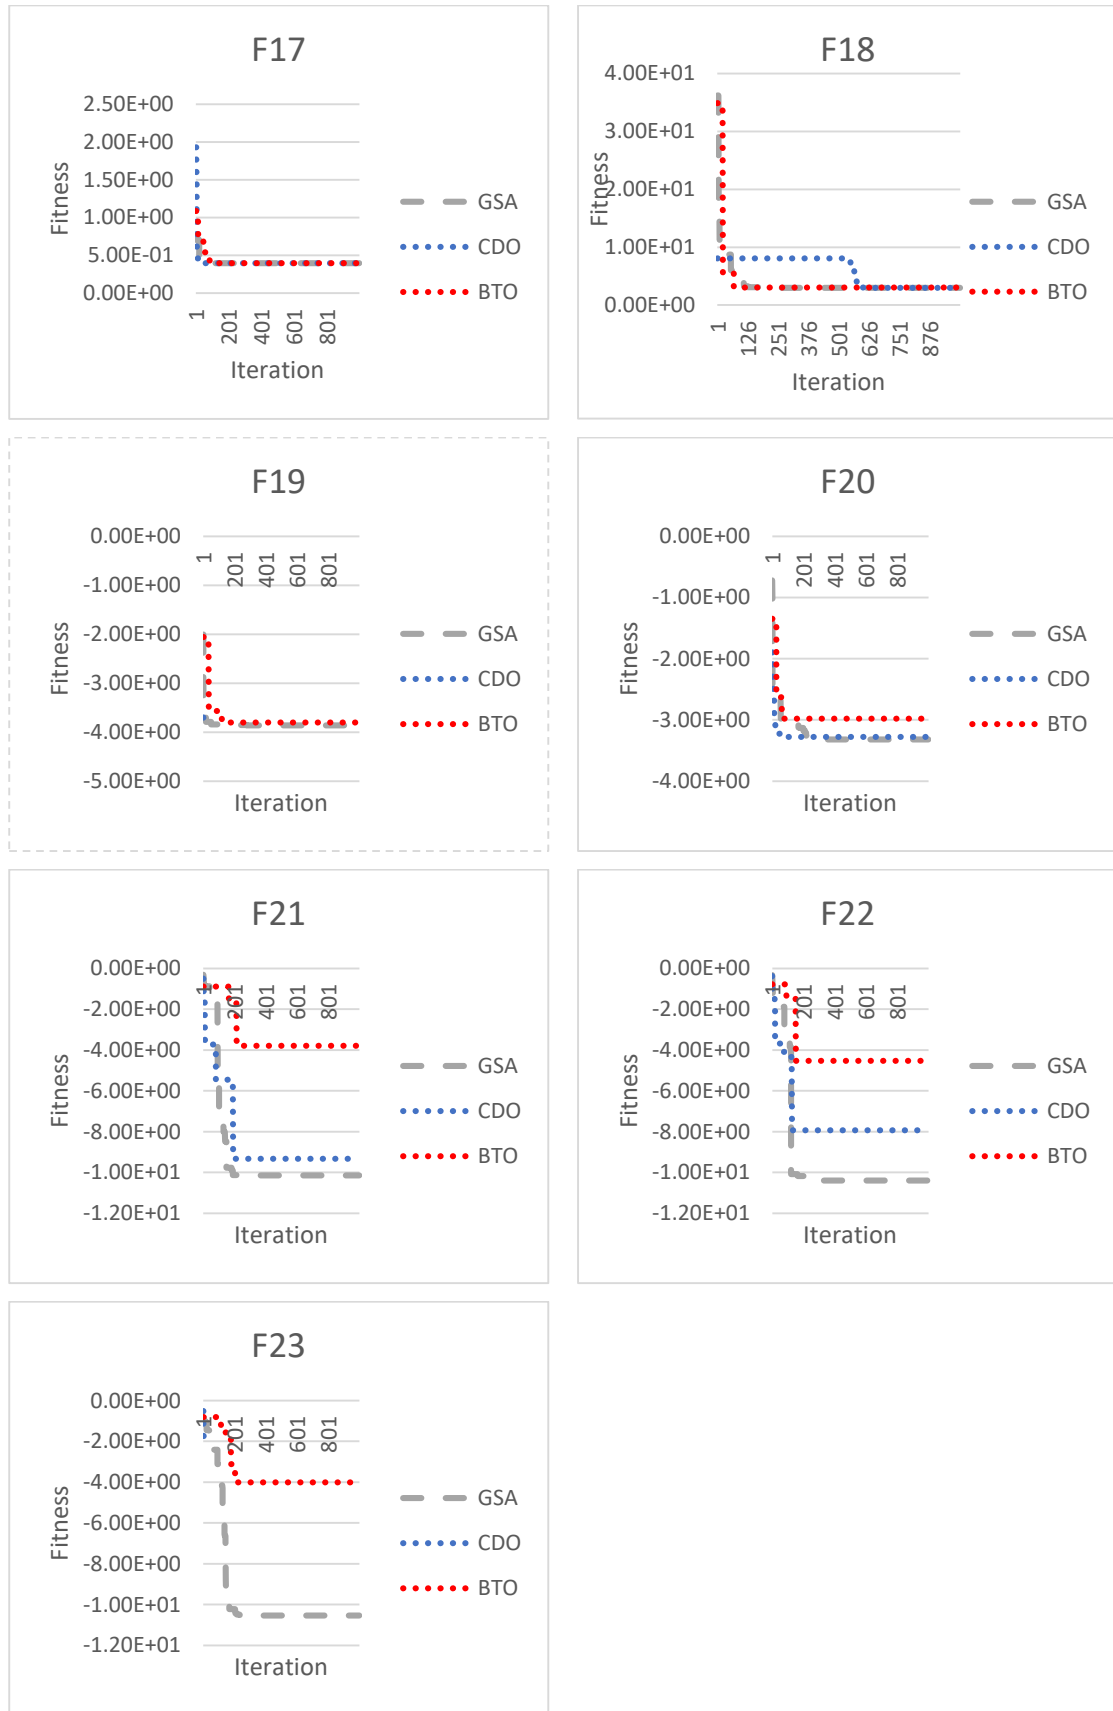 F17
2.50E+00
2.00E+00
1.50E+00
1.00E+00
5.00E-01
0.00E+00
Fitness
1
201
401
601
801
Iteration
GSA
CDO
BTO
F18
4.00E+01
3.00E+01
2.00E+01
1.00E+01
0.00E+00
Fitness
1
126
251
376
501
626
751
876
Iteration
GSA
CDO
BTO
F19
0.00E+00
-1.00E+00
-2.00E+00
-3.00E+00
-4.00E+00
-5.00E+00
Fitness
1
201
401
601
801
Iteration
GSA
CDO
BTO
F20
0.00E+00
-1.00E+00
-2.00E+00
-3.00E+00
-4.00E+00
Fitness
1
201
401
601
801
Iteration
GSA
CDO
BTO
F21
0.00E+00
-2.00E+00
-4.00E+00
-6.00E+00
-8.00E+00
-1.00E+01
-1.20E+01
Fitness
1
201
401
601
801
Iteration
GSA
CDO
BTO
F22
0.00E+00
-2.00E+00
-4.00E+00
-6.00E+00
-8.00E+00
-1.00E+01
-1.20E+01
Fitness
1
201
401
601
801
Iteration
GSA
CDO
BTO
F23
0.00E+00
-2.00E+00
-4.00E+00
-6.00E+00
-8.00E+00
-1.00E+01
-1.20E+01
Fitness
1
201
401
601
801
Iteration
GSA
CDO
BTO